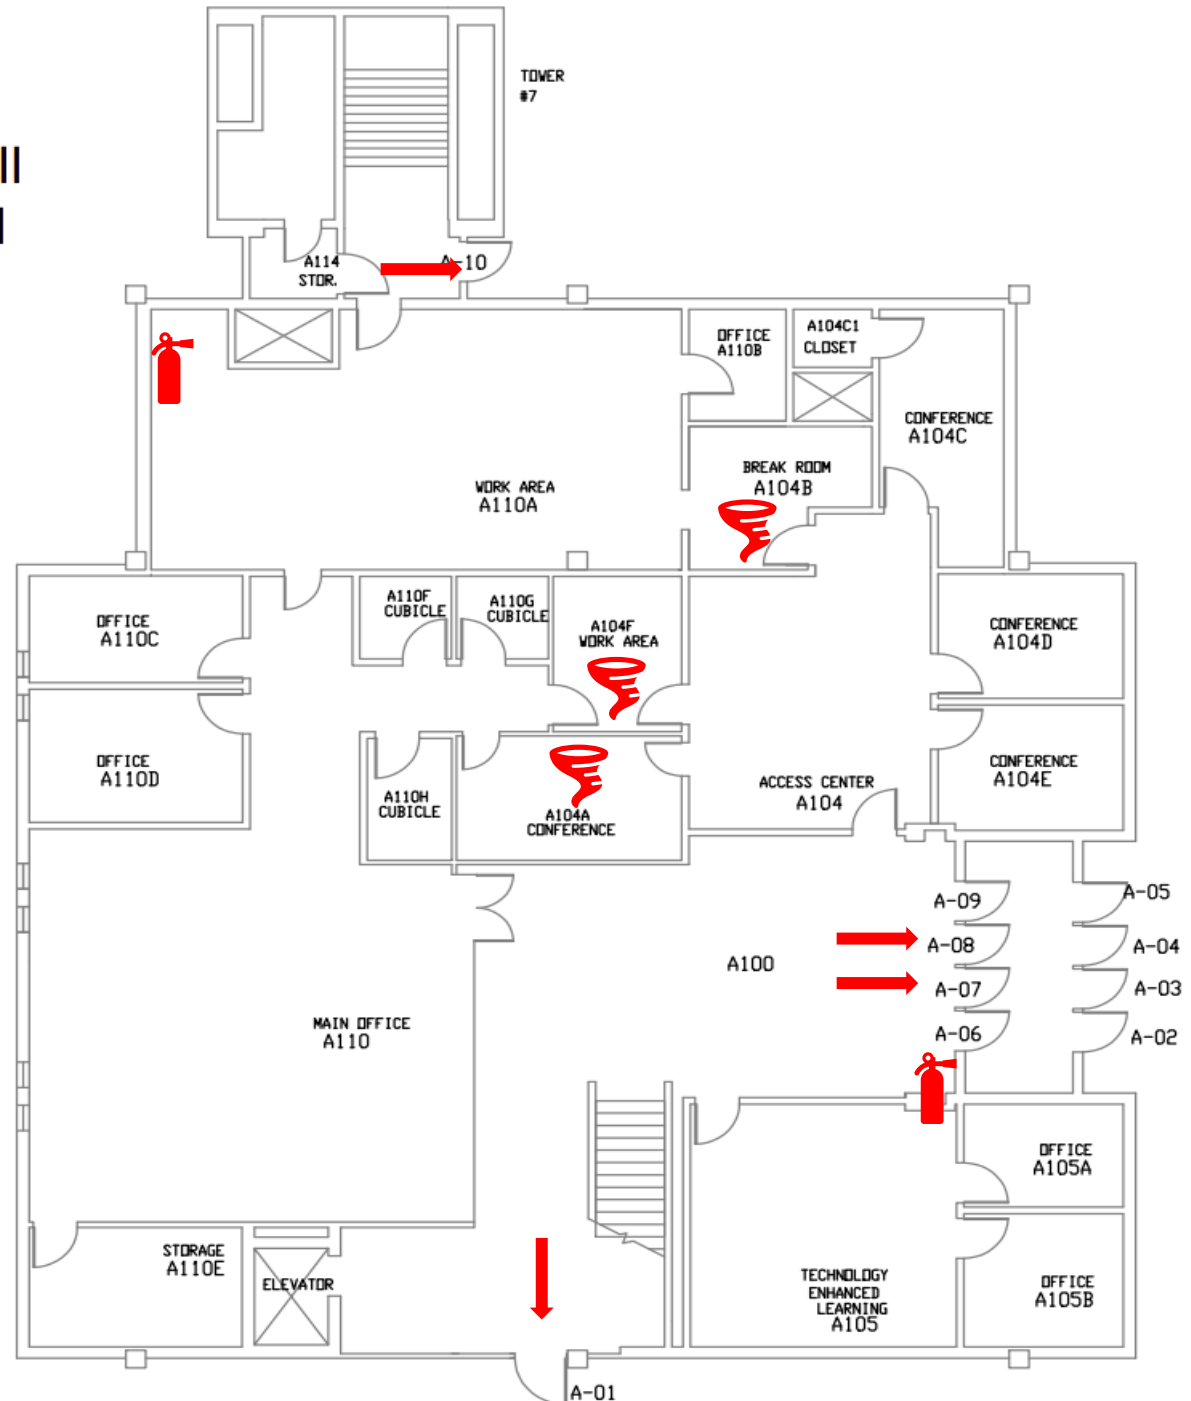 TOWER
#7
ll
l
A114
STOR.
A-10
OFFICE
A110B
A104C1
CLOSET
CONFERENCE
A104C
BREAK ROOM
A104B
WORK AREA
A110A
OFFICE
A110C
A110F
CUBICLE
A110G
CUBICLE
A104F
WORK AREA
CONFERENCE
A104D
OFFICE
A110D
A110H
CUBICLE
A104A
CONFERENCE
ACCESS CENTER
A104
CONFERENCE
A104E
A-09
A-05
A-08
A-04
A100
A-07
A-03
A-06
A-02
MAIN OFFICE
A110
OFFICE
A105A
STORAGE
A110E
ELEVATOR
TECHNOLOGY
ENHANCED
LEARNING
A105
OFFICE
A105B
A-01